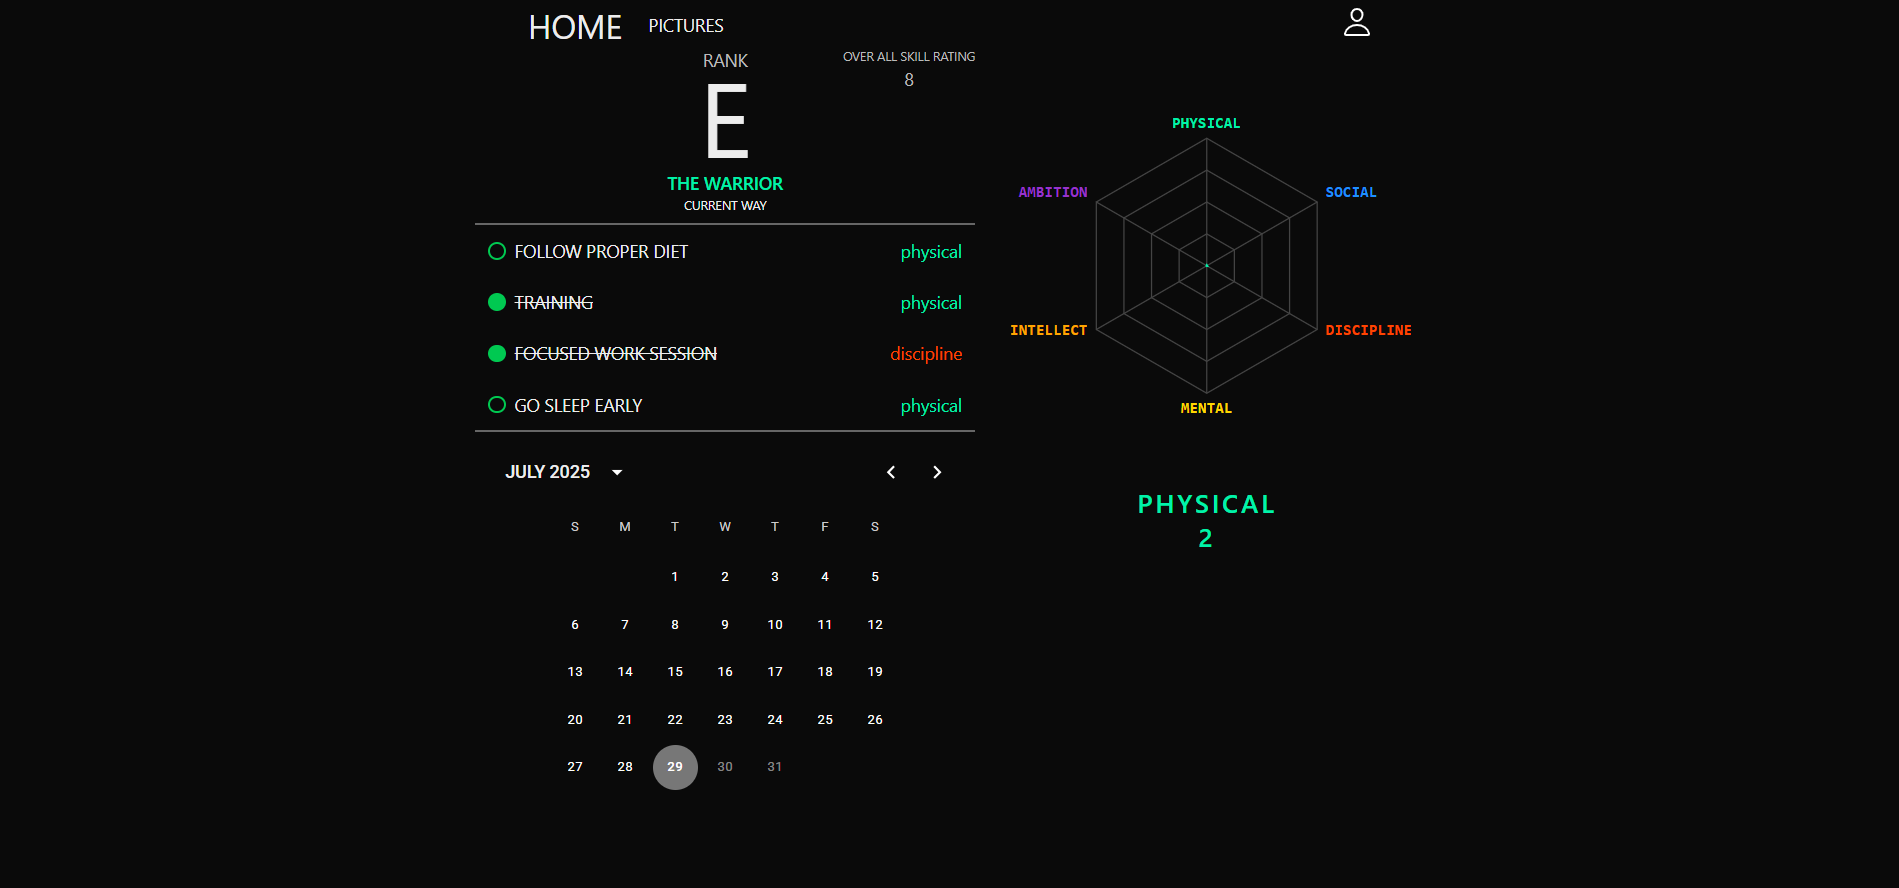 HOME PICTURES
RANK
E
THE WARRIOR
CURRENT WAY
OVER ALL SKILL RATING
8
FOLLOW PROPER DIET physical
TRAINING physical
FOCUSED WORK SESSION discipline
GO SLEEP EARLY physical
JULY 2025
S M T W T F S
1 2 3 4 5
6 7 8 9 10 11 12
13 14 15 16 17 18 19
20 21 22 23 24 25 26
27 28 29 30 31
PHYSICAL
AMBITION SOCIAL
INTELLECT DISCIPLINE
MENTAL
PHYSICAL
2